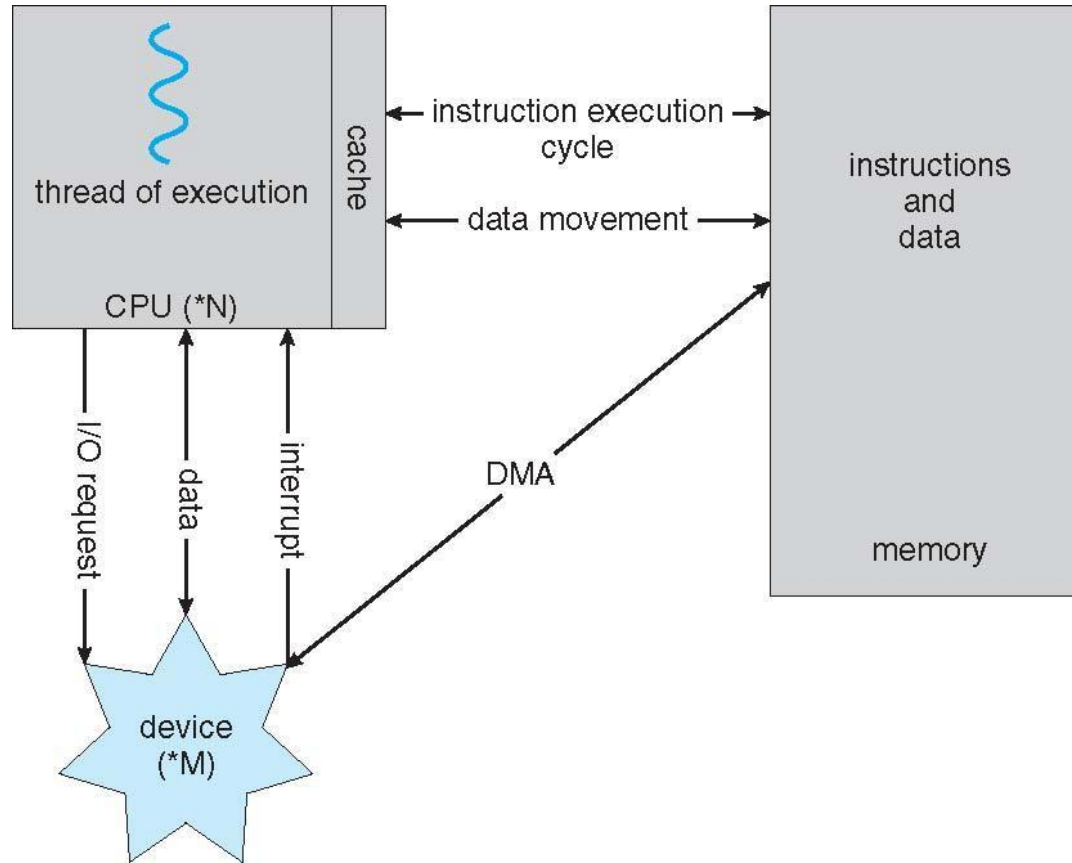 thread of execution
cache
CPU (*N)
instruction execution
cycle
data movement
instructions
and
data
memory
I/O request
data
interrupt
DMA
device
(*M)